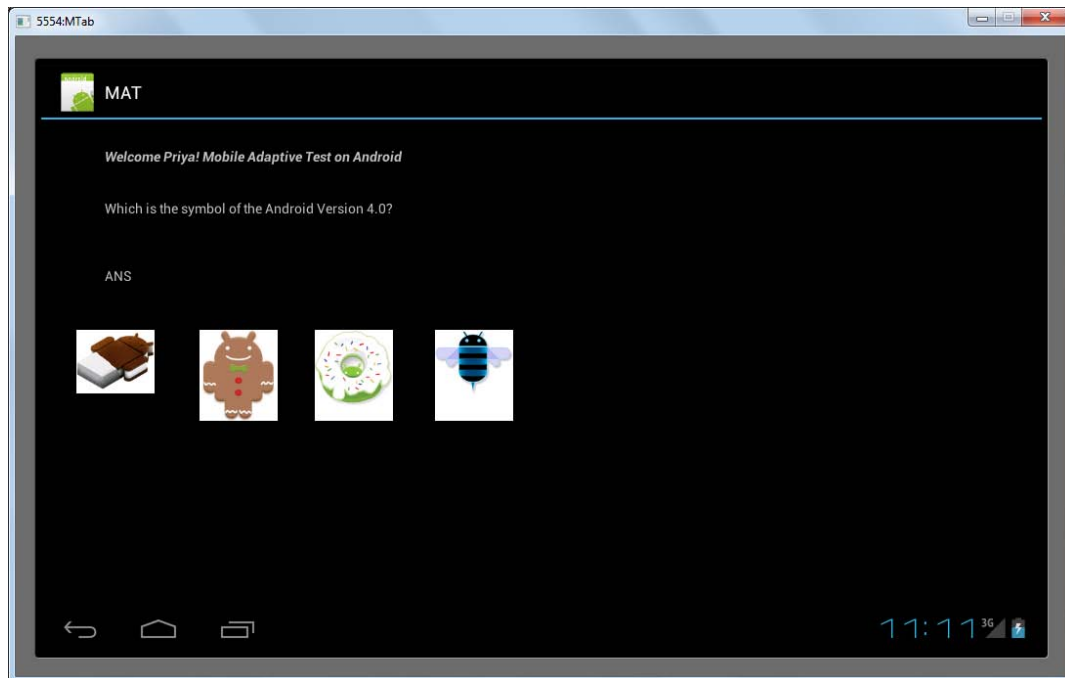 5554:MTab
MAT
Welcome Priya! Mobile Adaptive Test on Android
Which is the symbol of the Android Version 4.0?
ANS
11:11 3G